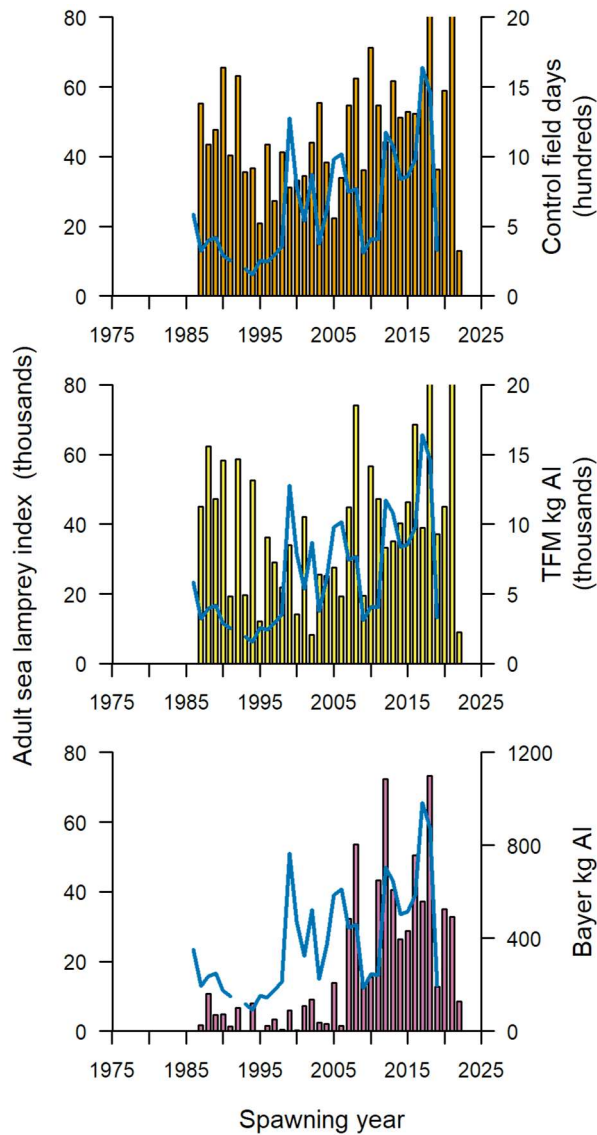 80
60
40
20
0
20
15
10
5
0
Control field days
(hundreds)
1975 1985 1995 2005 2015 2025
Adult sea lamprey index (thousands)
80
60
40
20
0
20
15
10
5
0
TFM kg AI
(thousands)
1975 1985 1995 2005 2015 2025
80
60
40
20
0
1200
800
400
0
Bayer kg AI
1975 1985 1995 2005 2015 2025
Spawning year